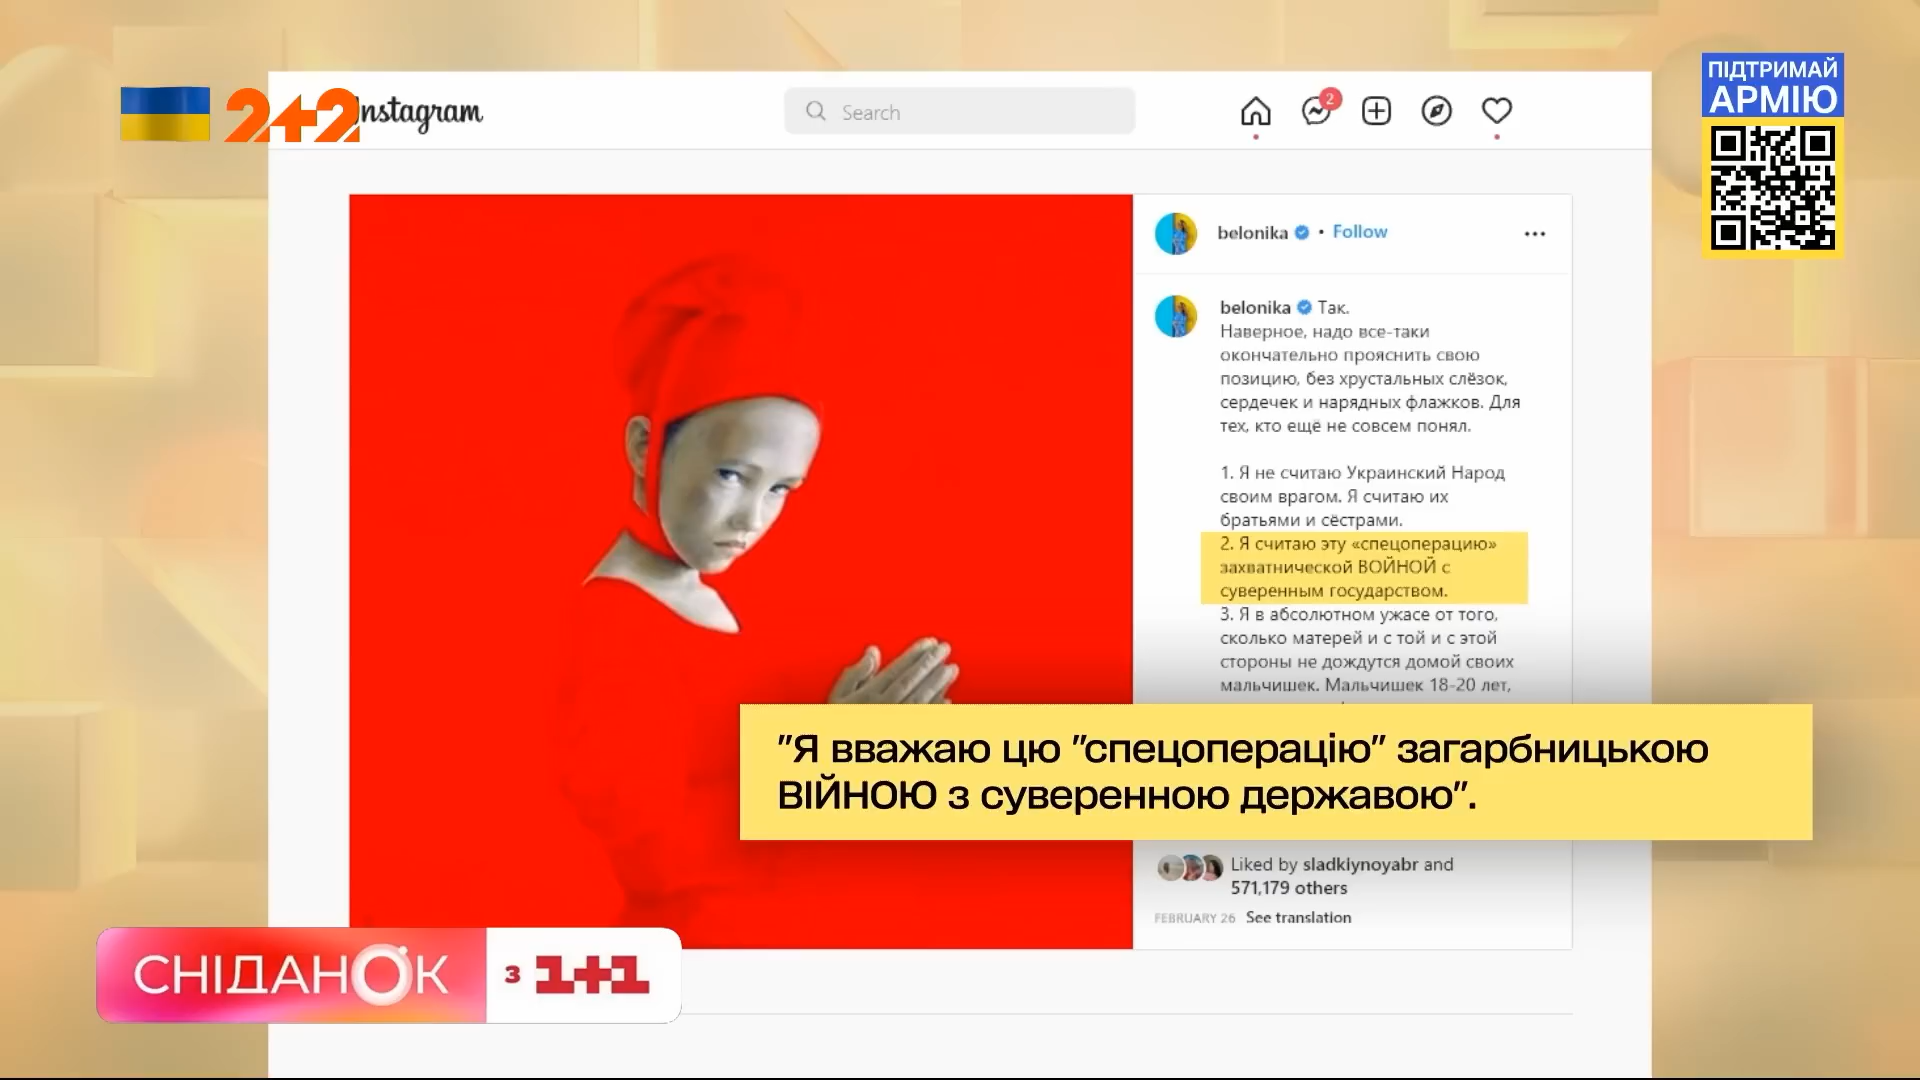 2+2
Instagram
Search
2
ПІДТРИМАЙ
АРМІЮ
belonika • Follow
belonika Так.
Наверное, надо все-таки
окончательно прояснить свою
позицию, без хрустальных слёзок,
сердечек и нарядных флажков. Для
тех, кто ещё не совсем понял.
1. Я не считаю Украинский Народ
своим врагом. Я считаю их
братьями и сёстрами.
2. Я считаю эту «спецоперацию»
захватнической ВОЙНОЙ с
суверенным государством.
3. Я в абсолютном ужасе от того,
сколько матерей и с той и с этой
стороны не дождутся домой своих
мальчишек. Мальчишек 18-20 лет,
"Я вважаю цю "спецоперацію" загарбницькою
ВІЙНОЮ з суверенною державою".
Liked by sladkiynoyabr and
571,179 others
FEBRUARY 26 See translation
СНІДАНОК з 1+1